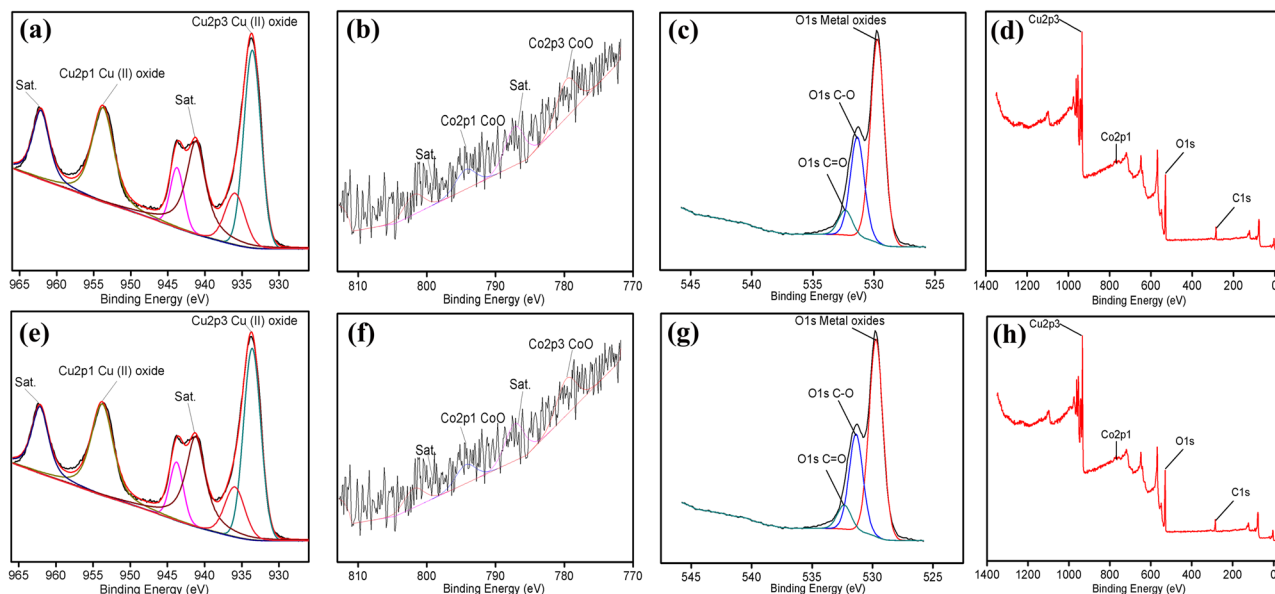 (a)
Cu2p3 Cu (II) oxide
Cu2p1 Cu (II) oxide
Sat.
Sat.
965 960 955 950 945 940 935 930
Binding Energy (eV)
(b)
Co2p3 CoO
Sat.
Co2p1 CoO
Sat.
810 800 790 780 770
Binding Energy (eV)
(c)
O1s Metal oxides
O1s C-O
O1s C=O
545 540 535 530 525
Binding Energy (eV)
(d)
Cu2p3
Co2p1
O1s
C1s
1400 1200 1000 800 600 400 200 0
Binding Energy (eV)
(e)
Cu2p3 Cu (II) oxide
Cu2p1 Cu (II) oxide
Sat.
Sat.
965 960 955 950 945 940 935 930
Binding Energy (eV)
(f)
Co2p3 CoO
Sat.
Co2p1 CoO
Sat.
810 800 790 780 770
Binding Energy (eV)
(g)
O1s Metal oxides
O1s C-O
O1s C=O
545 540 535 530 525
Binding Energy (eV)
(h)
Cu2p3
Co2p1
O1s
C1s
1400 1200 1000 800 600 400 200 0
Binding Energy (eV)